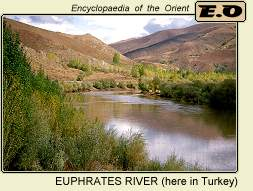 Encyclopaedia of the Orient
E.O
EUPHRATES RIVER (here in Turkey)